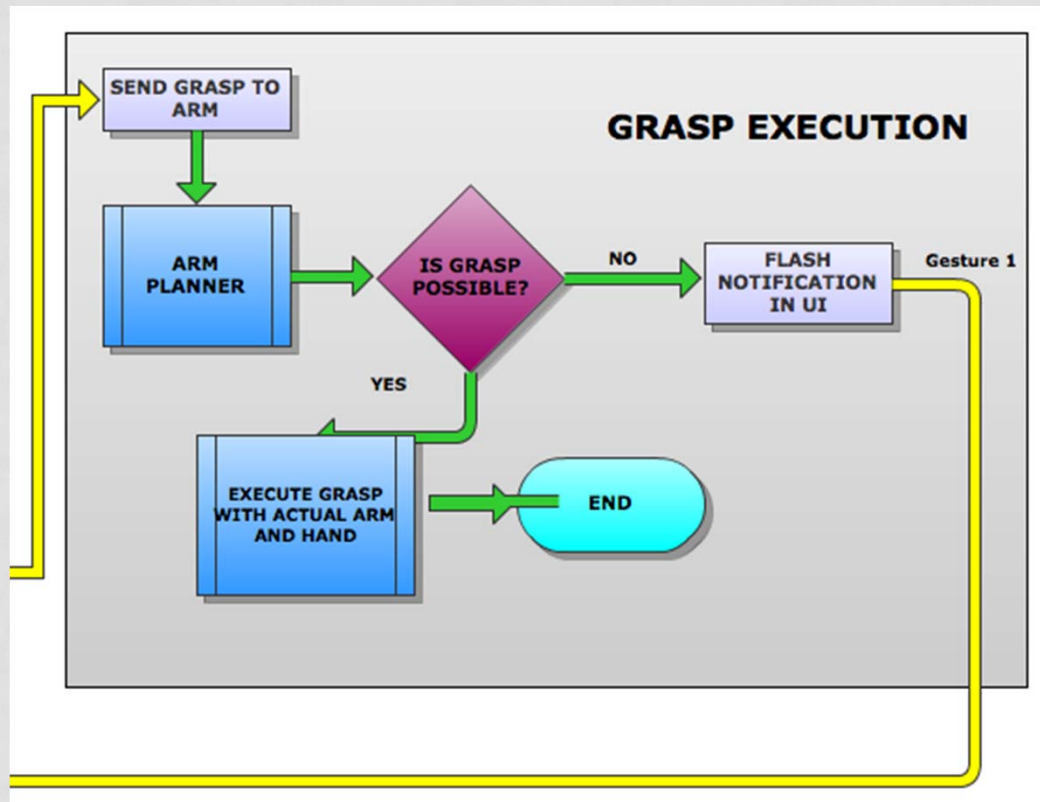 SEND GRASP TO
ARM
GRASP EXECUTION
ARM
PLANNER
IS GRASP
POSSIBLE?
NO
FLASH
NOTIFICATION
IN UI
Gesture 1
YES
EXECUTE GRASP
WITH ACTUAL ARM
AND HAND
END